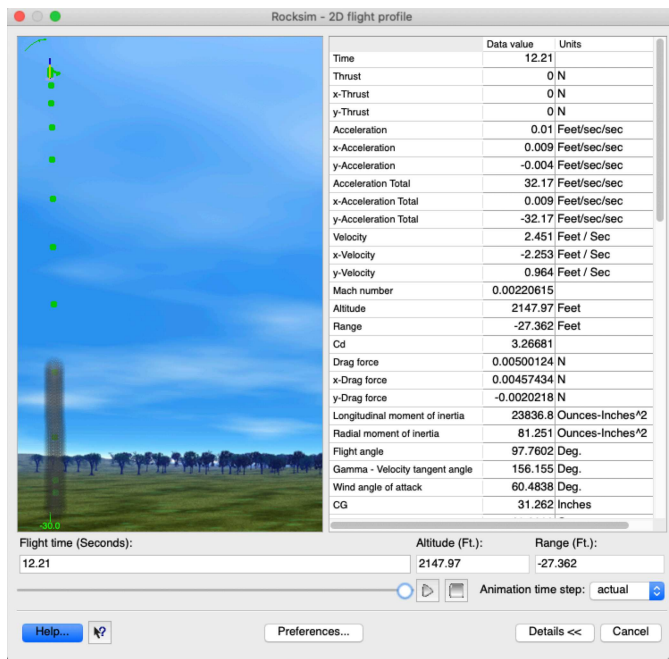 Rocksim - 2D flight profile
Data value Units
Time 12.21
Thrust 0 N
x-Thrust 0 N
y-Thrust 0 N
Acceleration 0.01 Feet/sec/sec
x-Acceleration 0.009 Feet/sec/sec
y-Acceleration -0.004 Feet/sec/sec
Acceleration Total 32.17 Feet/sec/sec
x-Acceleration Total 0.009 Feet/sec/sec
y-Acceleration Total -32.17 Feet/sec/sec
Velocity 2.451 Feet / Sec
x-Velocity -2.253 Feet / Sec
y-Velocity 0.964 Feet / Sec
Mach number 0.00220615
Altitude 2147.97 Feet
Range -27.362 Feet
Cd 3.26681
Drag force 0.00500124 N
x-Drag force 0.00457434 N
y-Drag force -0.0020218 N
Longitudinal moment of inertia 23836.8 Ounces-Inches^2
Radial moment of inertia 81.251 Ounces-Inches^2
Flight angle 97.7602 Deg.
Gamma - Velocity tangent angle 156.155 Deg.
Wind angle of attack 60.4838 Deg.
CG 31.262 Inches
-30.0
Flight time (Seconds): Altitude (Ft.): Range (Ft.):
12.21 2147.97 -27.362
Animation time step: actual
Help... ? Preferences... Details << Cancel